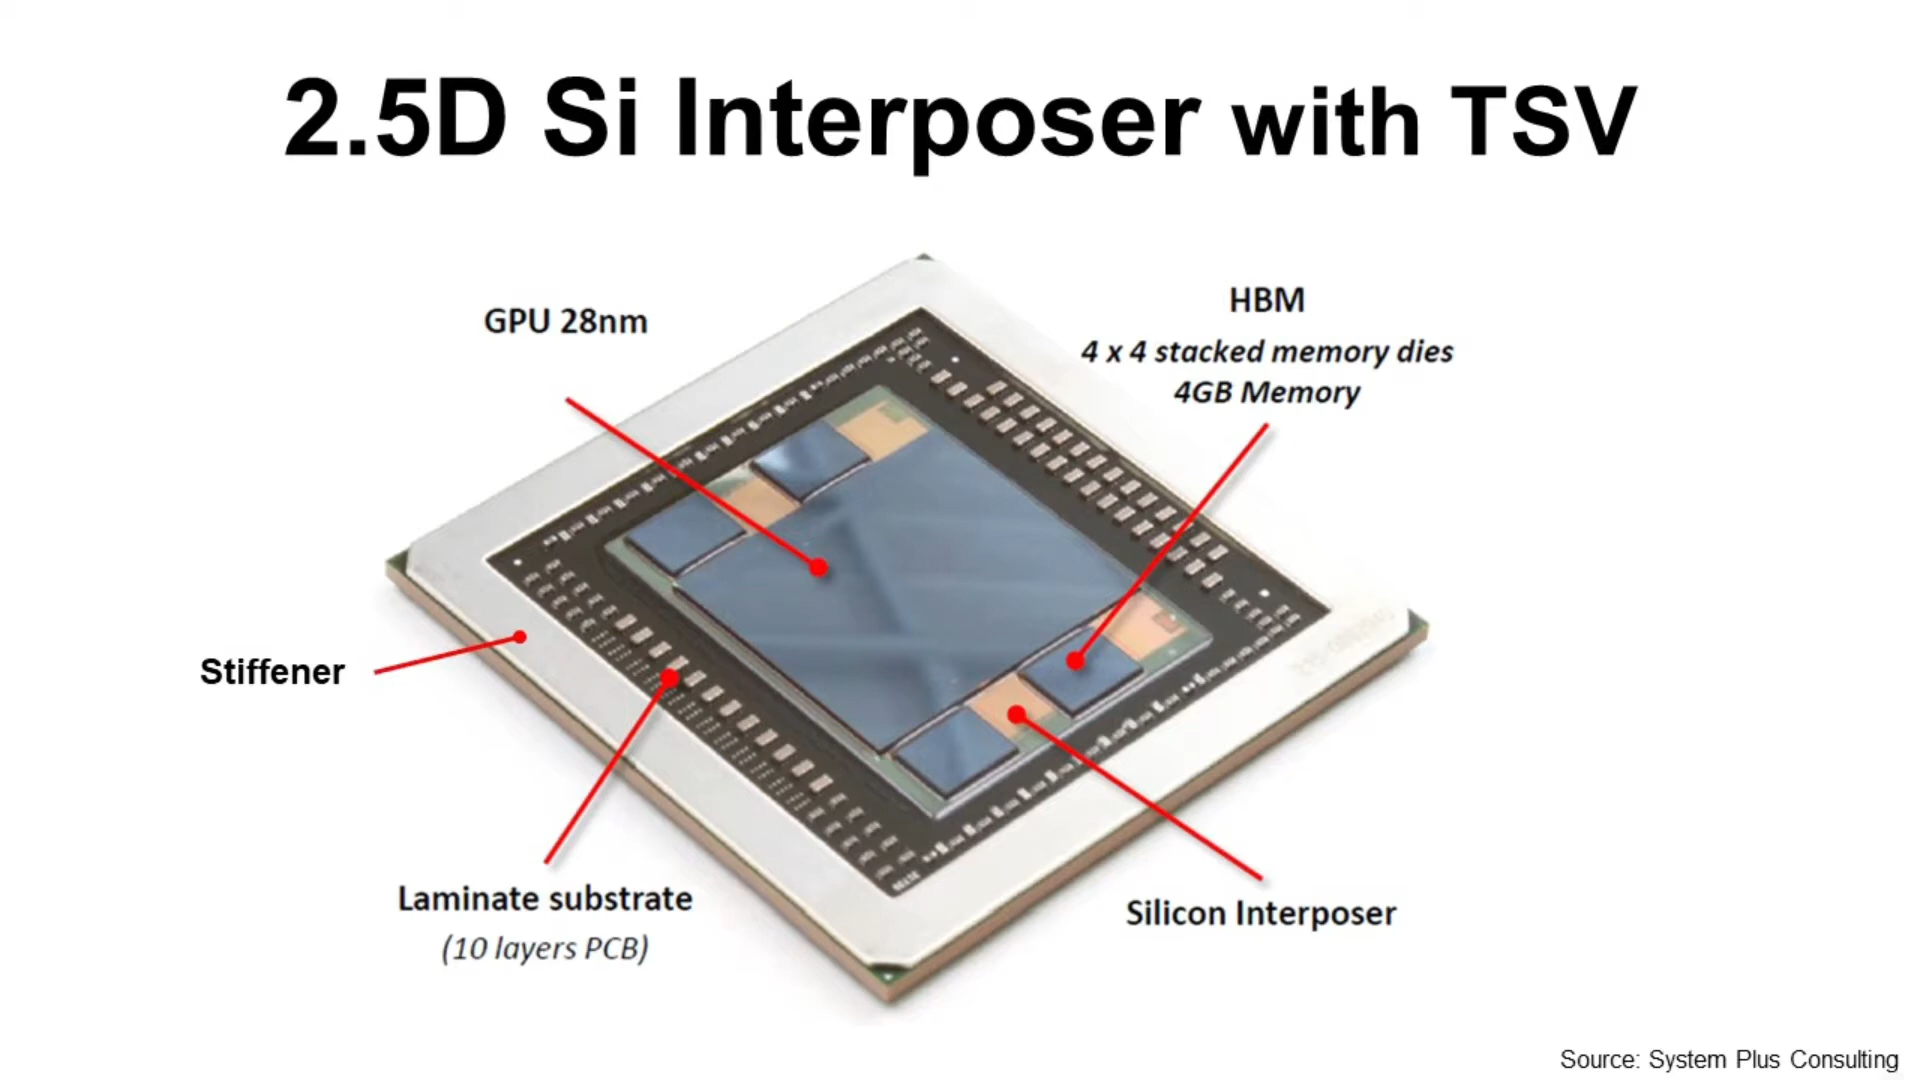 2.5D Si Interposer with TSV
GPU 28nm
HBM
4 x 4 stacked memory dies
4GB Memory
Stiffener
Laminate substrate
(10 layers PCB)
Silicon Interposer
Source: System Plus Consulting